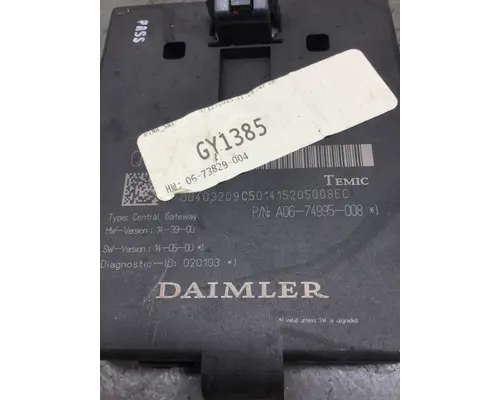 PASS
GY1385
HW: 06-73829-004
TEMIC
00403209C501415205008EC
Type: Central Gateway
P/N: A06-74995-008 *)
HW-Version: 14-39-00
SW-Version: 14-05-00 *)
Diagnostic-ID: 020103 *)
DAIMLER
*) valid unless SW is upgraded